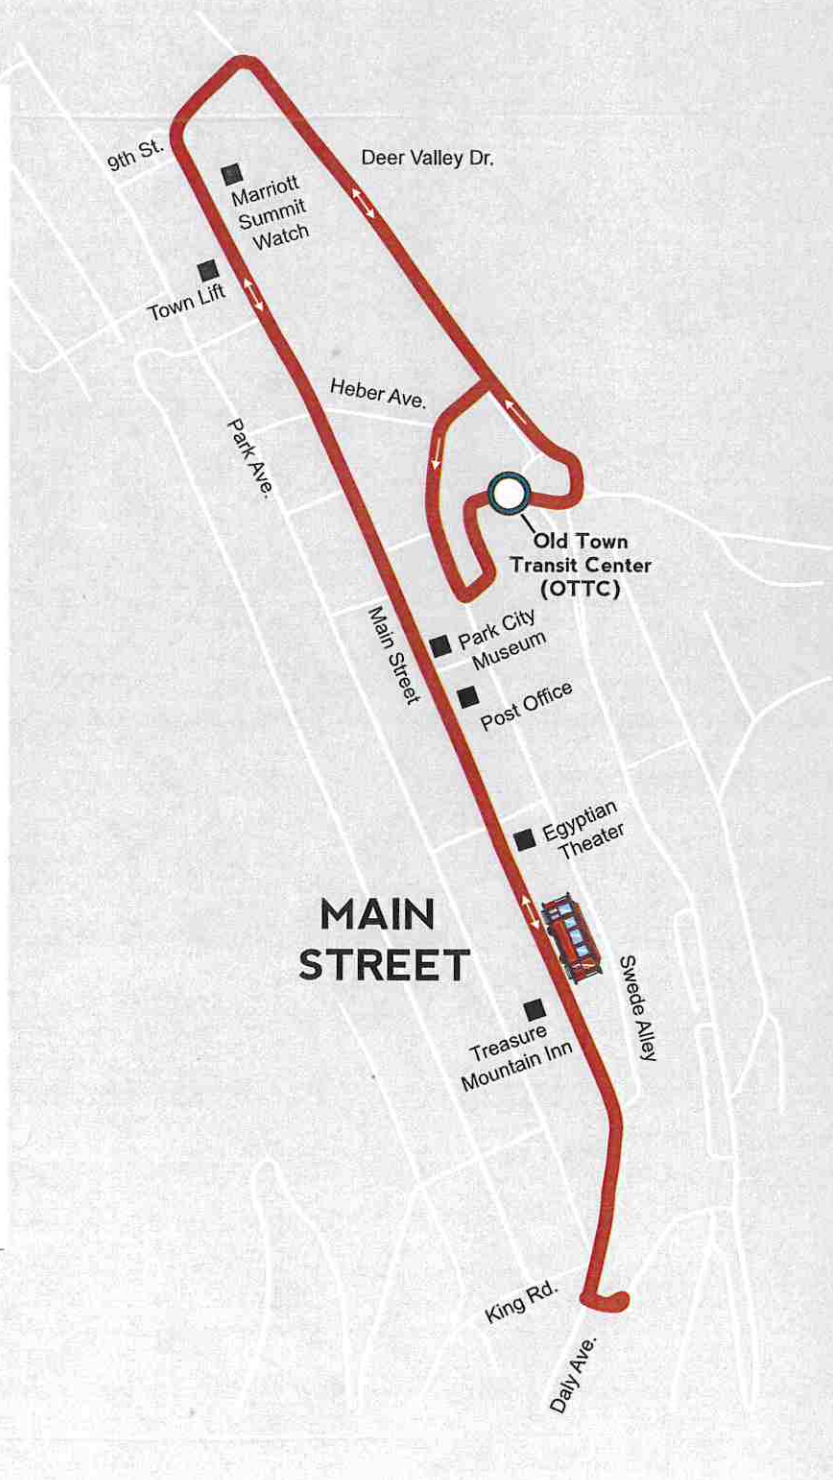 9th St.
Deer Valley Dr.
Marriott
Summit
Watch
Town Lift
Heber Ave.
Park Ave.
Old Town
Transit Center
(OTTC)
Main Street
Park City
Museum
Post Office
Egyptian
Theater
MAIN
STREET
Swede Alley
Treasure
Mountain Inn
King Rd.
Daly Ave.